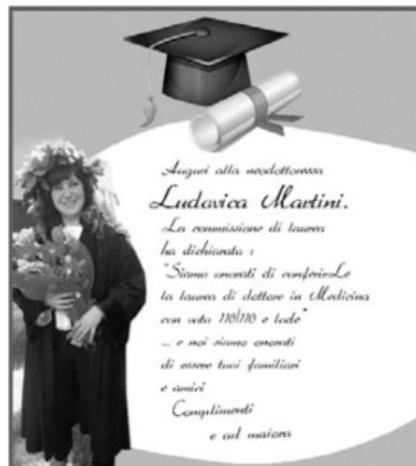 Auguri alla neodottoressa
Ludovica Martini.
La commissione di laurea
ha dichiarato :
"Siamo onorati di conferirLe
la laurea di dottore in Medicina
con voto 110/110 e lode"
... e noi siamo onorati
di essere tuoi familiari
e amici
Complimenti
e ad maiora